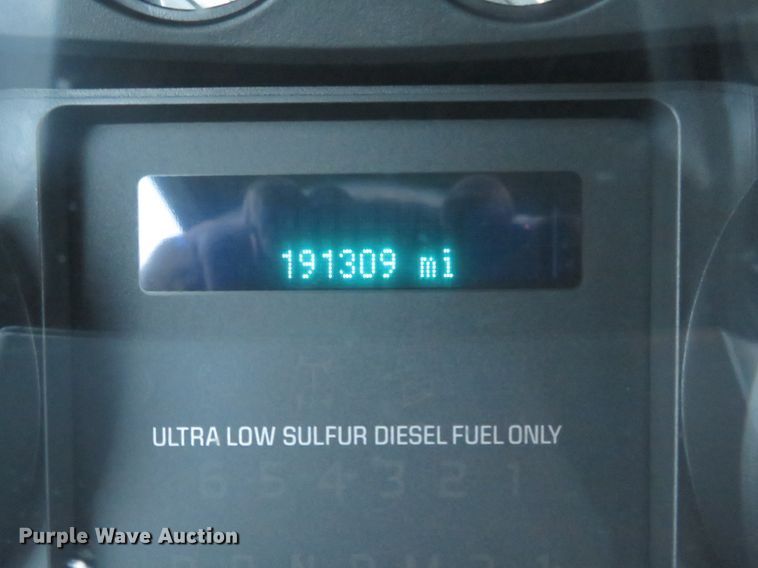 191309 mi
ULTRA LOW SULFUR DIESEL FUEL ONLY
6 5 4 3 2 1
Purple Wave Auction